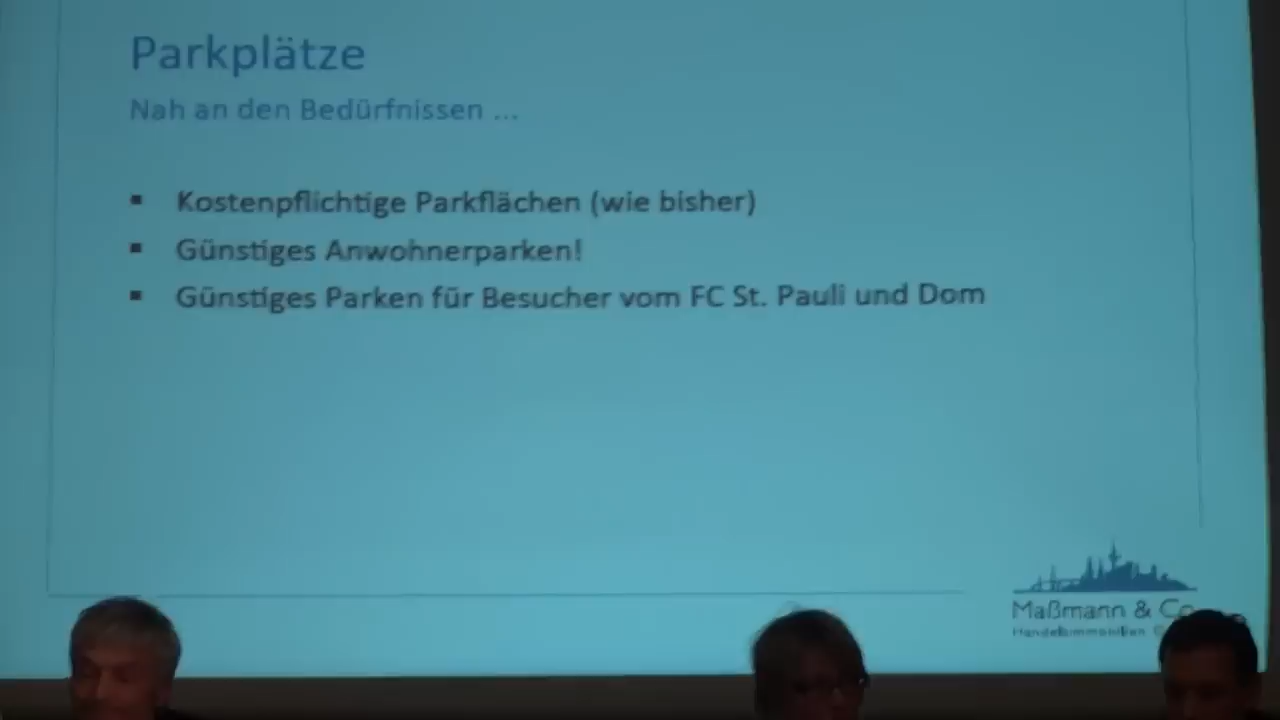 Parkplätze
Nah an den Bedürfnissen ...
▪ Kostenpflichtige Parkflächen (wie bisher)
▪ Günstiges Anwohnerparken!
▪ Günstiges Parken für Besucher vom FC St. Pauli und Dom
Maßmann & Co
Handelsimmobilien